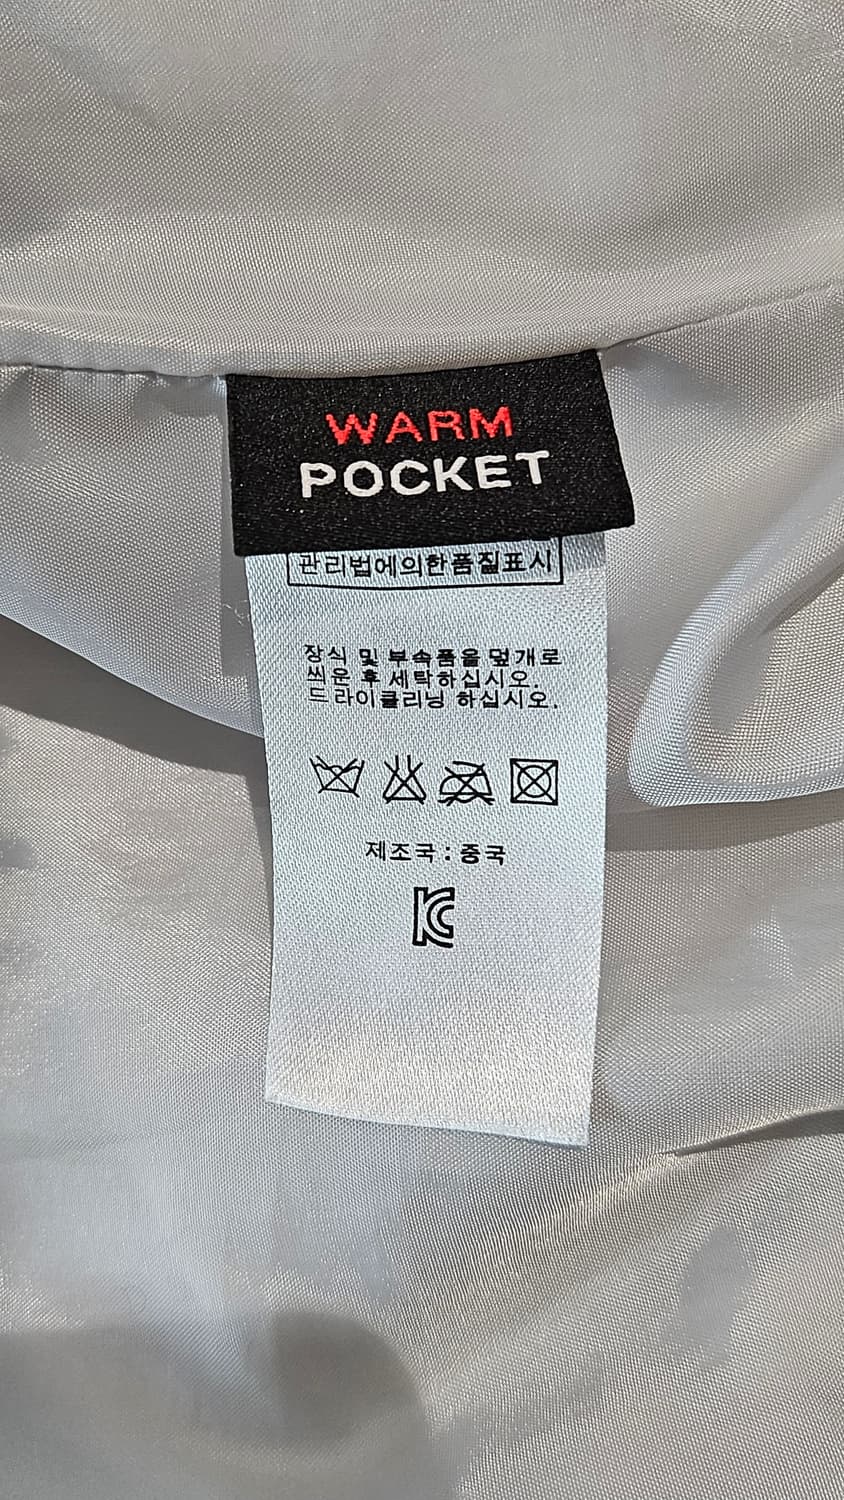 WARM
POCKET
관리법에의한품질표시
장식 및 부속품을 덮개로
씌운 후 세탁하십시오.
드라이클리닝 하십시오.
제조국 : 중국
KC